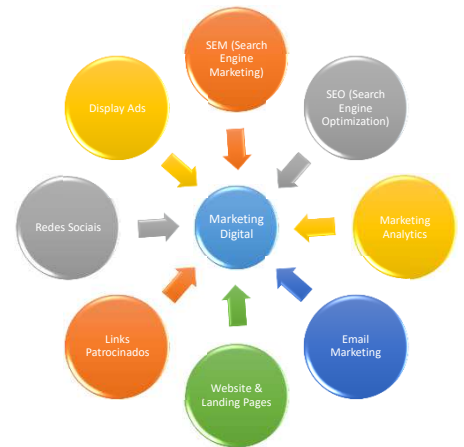 SEM (Search
Engine
Marketing)
SEO (Search
Engine
Optimization)
Marketing
Analytics
Email
Marketing
Website &
Landing Pages
Links
Patrocinados
Redes Sociais
Display Ads
Marketing
Digital